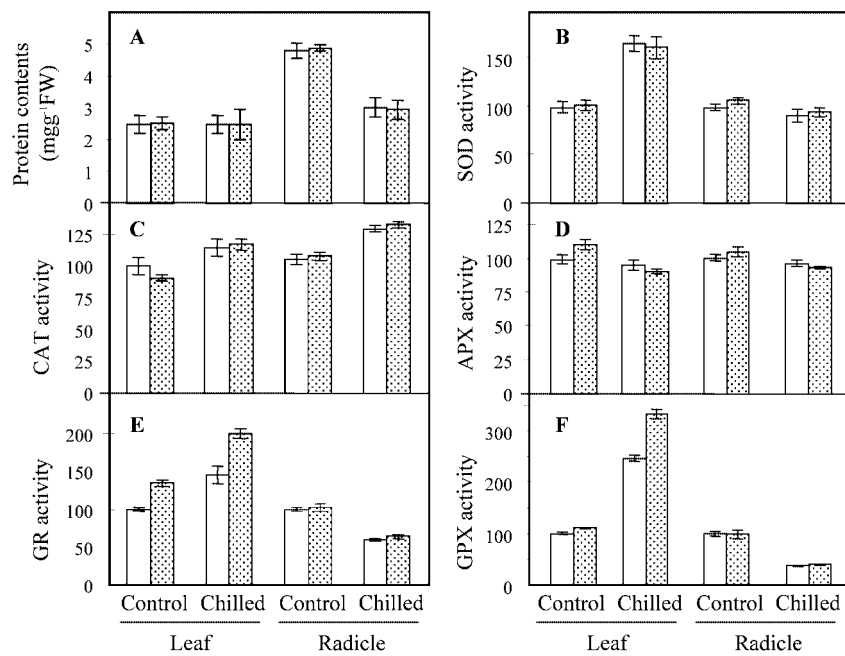 A
Protein contents
(mgg⁻¹FW)
5
4
3
2
1
0
B
SOD activity
150
100
50
0
C
CAT activity
125
100
75
50
25
0
D
APX activity
125
100
75
50
25
0
E
GR activity
200
150
100
50
0
F
GPX activity
300
200
100
0
Control Chilled Control Chilled
Leaf Radicle
Control Chilled Control Chilled
Leaf Radicle